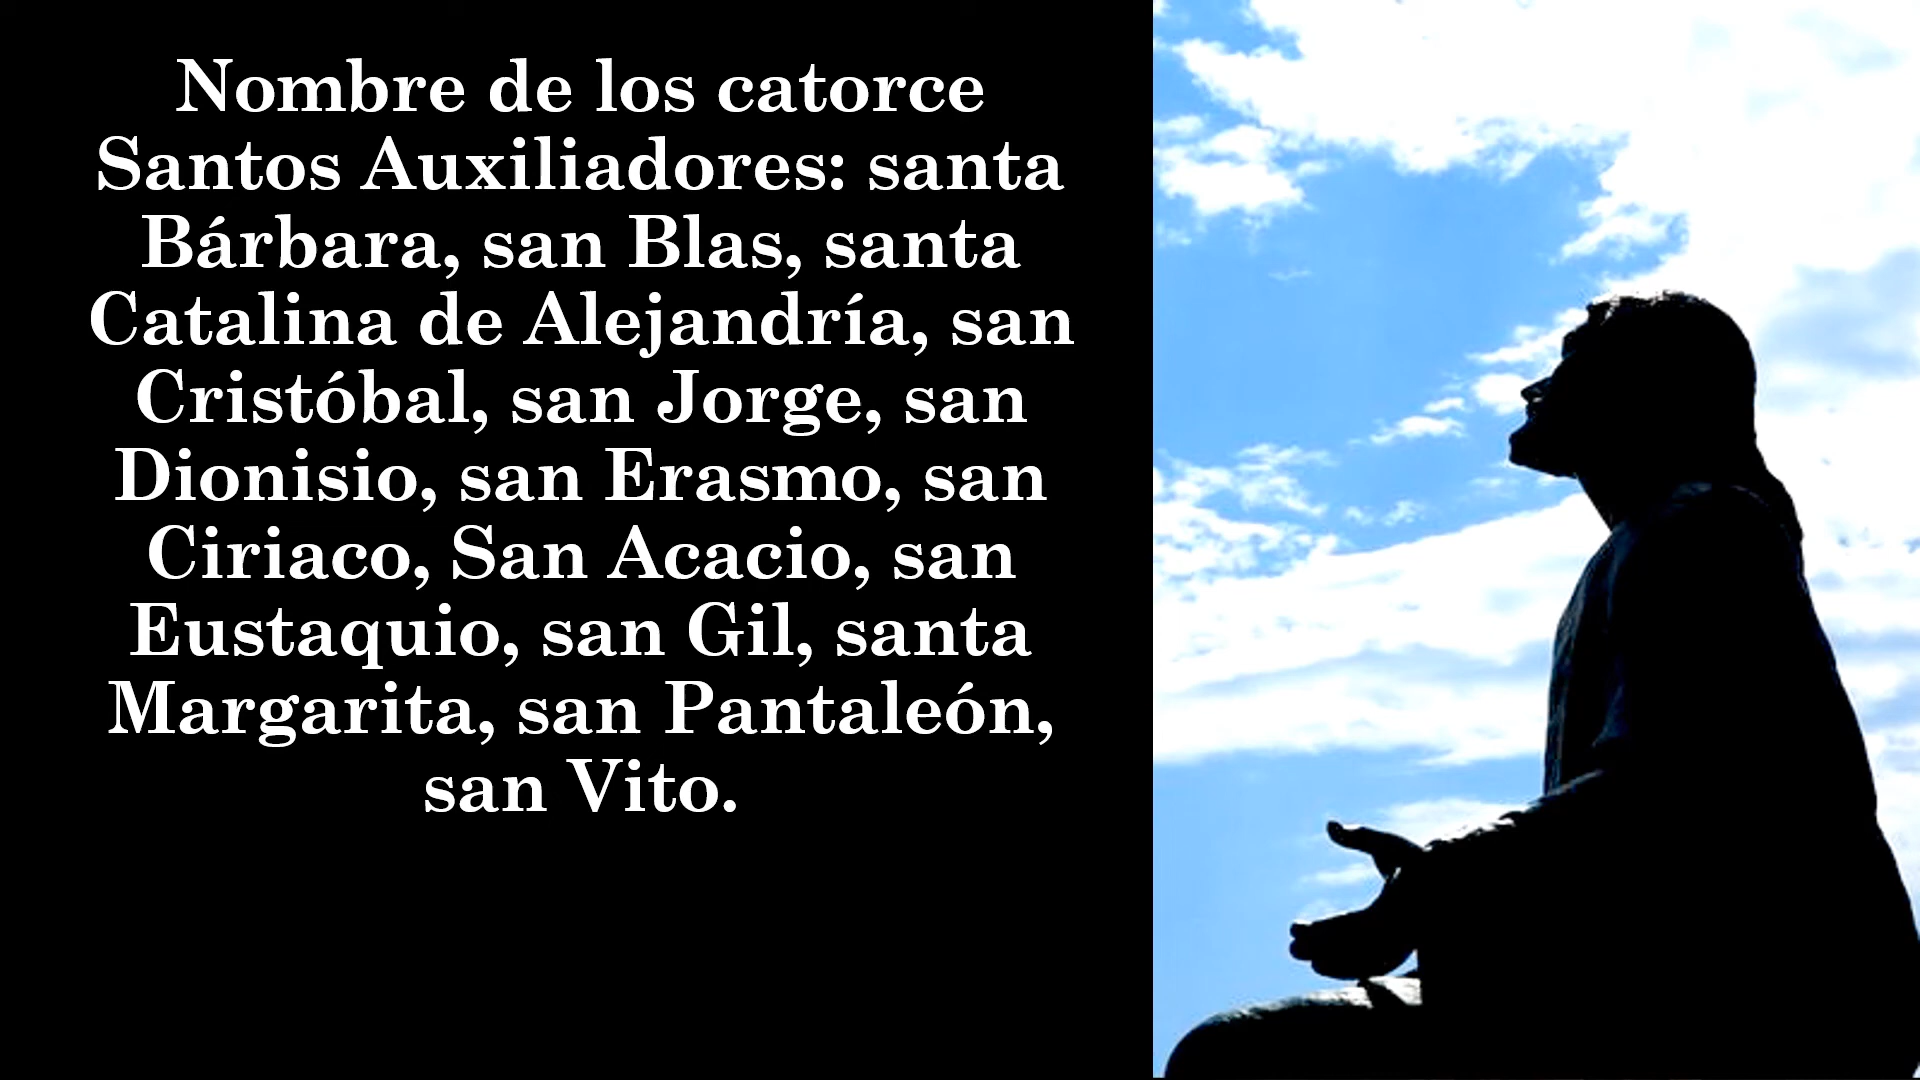 Nombre de los catorce
Santos Auxiliadores: santa
Bárbara, san Blas, santa
Catalina de Alejandría, san
Cristóbal, san Jorge, san
Dionisio, san Erasmo, san
Ciriaco, San Acacio, san
Eustaquio, san Gil, santa
Margarita, san Pantaleón,
san Vito.